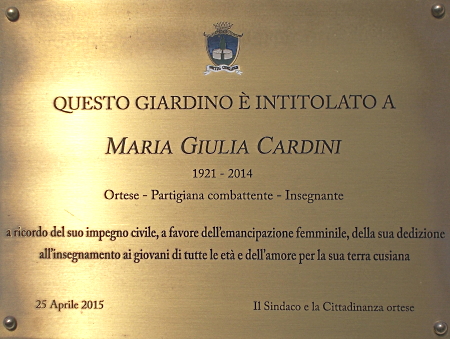 QUESTO GIARDINO È INTITOLATO A
MARIA GIULIA CARDINI
1921 - 2014
Ortese - Partigiana combattente - Insegnante
a ricordo del suo impegno civile, a favore dell'emancipazione femminile, della sua dedizione
all'insegnamento ai giovani di tutte le età e dell'amore per la sua terra cusiana
25 Aprile 2015
Il Sindaco e la Cittadinanza ortese